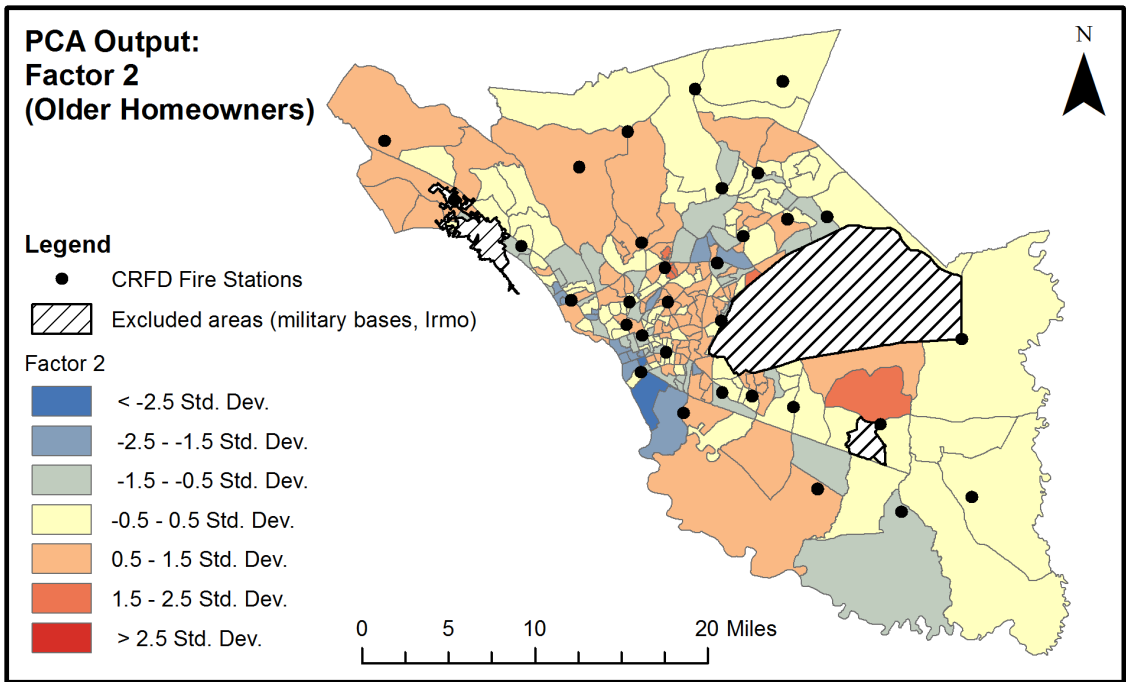 PCA Output:
Factor 2
(Older Homeowners)
N
Legend
CRFD Fire Stations
Excluded areas (military bases, Irmo)
Factor 2
< -2.5 Std. Dev.
-2.5 - -1.5 Std. Dev.
-1.5 - -0.5 Std. Dev.
-0.5 - 0.5 Std. Dev.
0.5 - 1.5 Std. Dev.
1.5 - 2.5 Std. Dev.
> 2.5 Std. Dev.
0 5 10 20 Miles